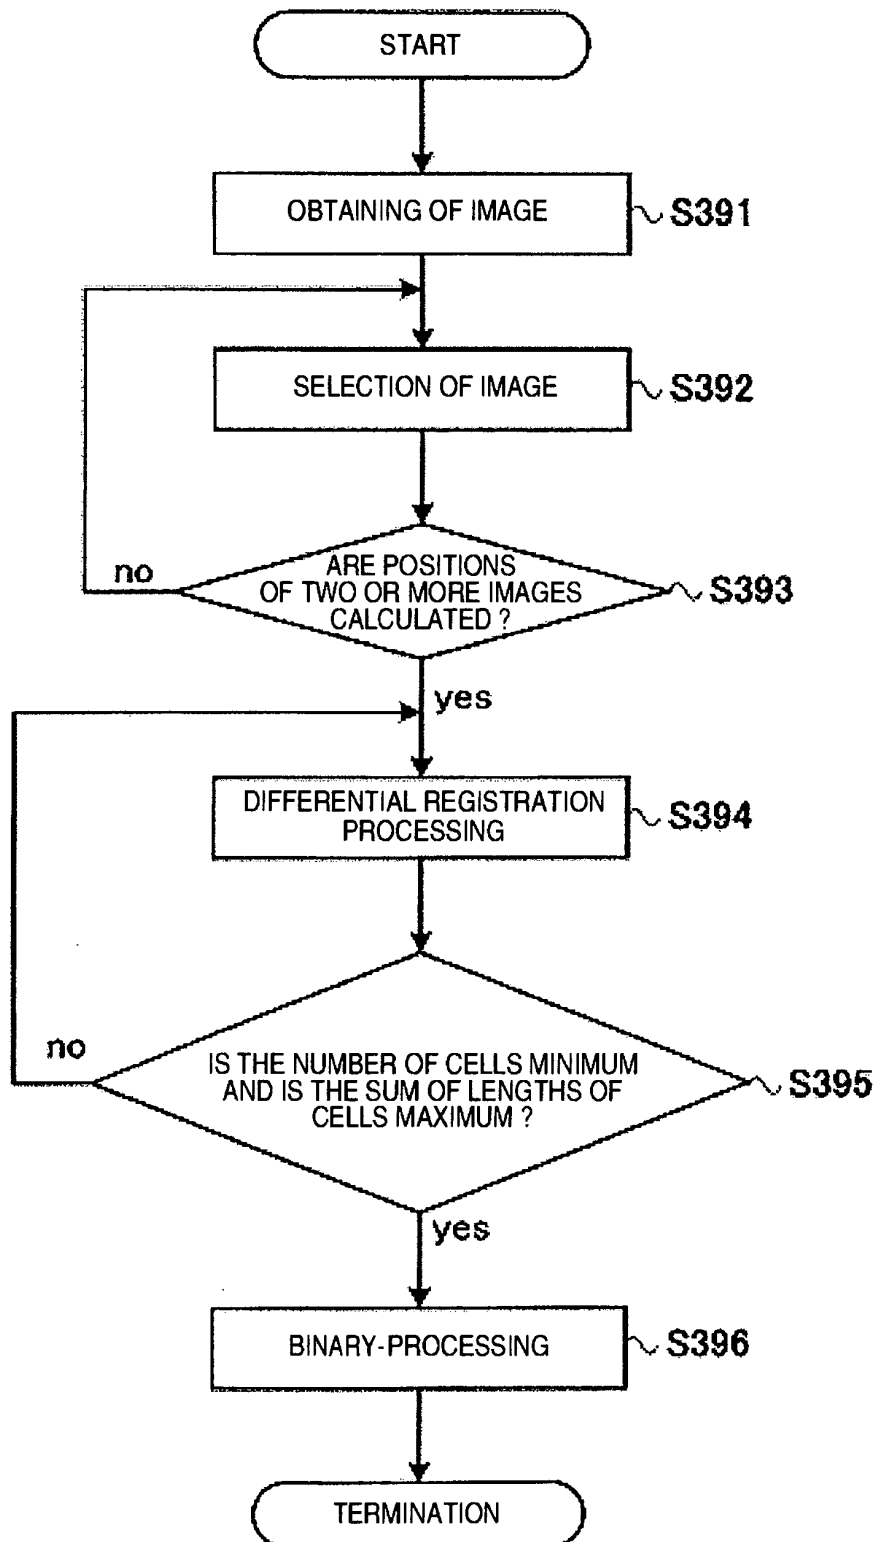 START
OBTAINING OF IMAGE
S391
SELECTION OF IMAGE
S392
ARE POSITIONS
OF TWO OR MORE IMAGES
CALCULATED ?
S393
no
yes
DIFFERENTIAL REGISTRATION
PROCESSING
S394
IS THE NUMBER OF CELLS MINIMUM
AND IS THE SUM OF LENGTHS OF
CELLS MAXIMUM ?
S395
no
yes
BINARY-PROCESSING
S396
TERMINATION